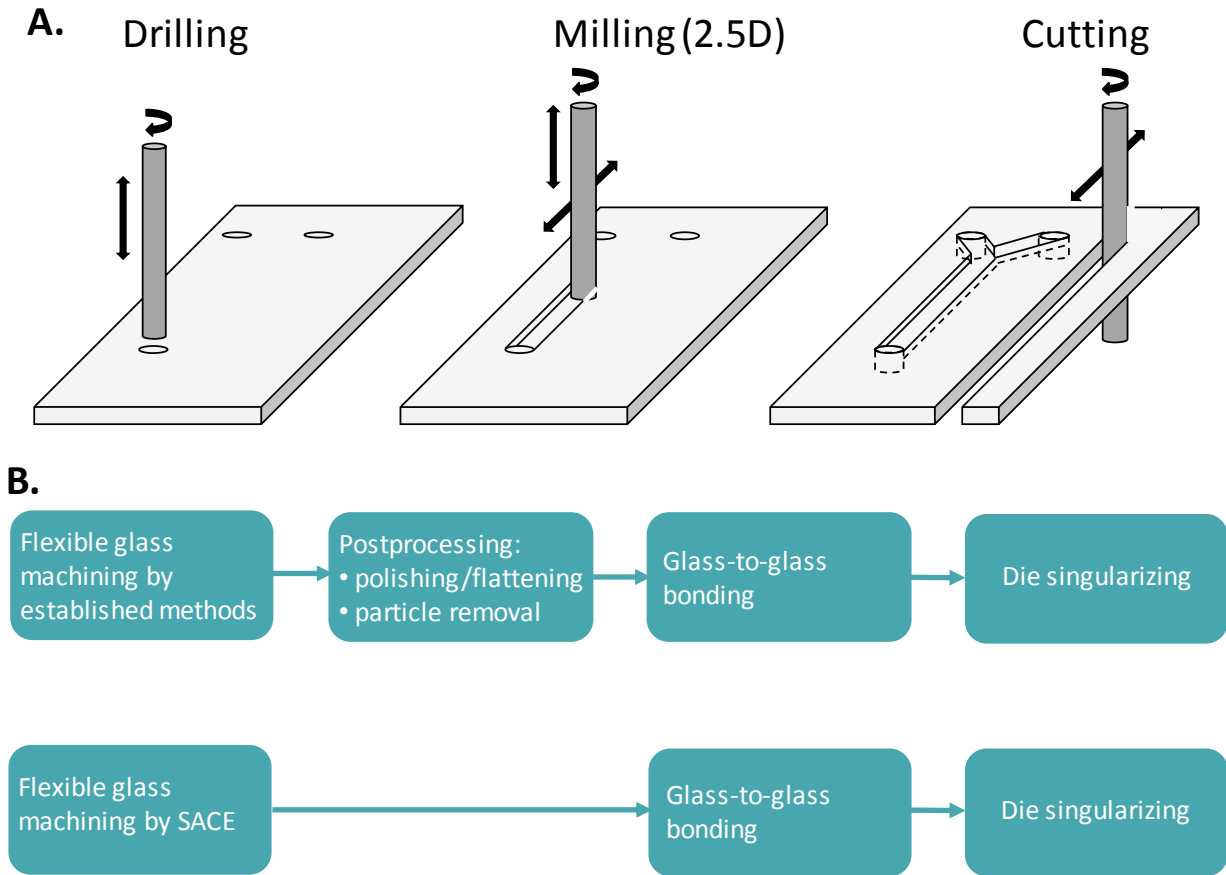 A.
Drilling
Milling (2.5D)
Cutting
B.
Flexible glass
machining by
established methods
Postprocessing:
• polishing/flattening
• particle removal
Glass-to-glass
bonding
Die singularizing
Flexible glass
machining by SACE
Glass-to-glass
bonding
Die singularizing